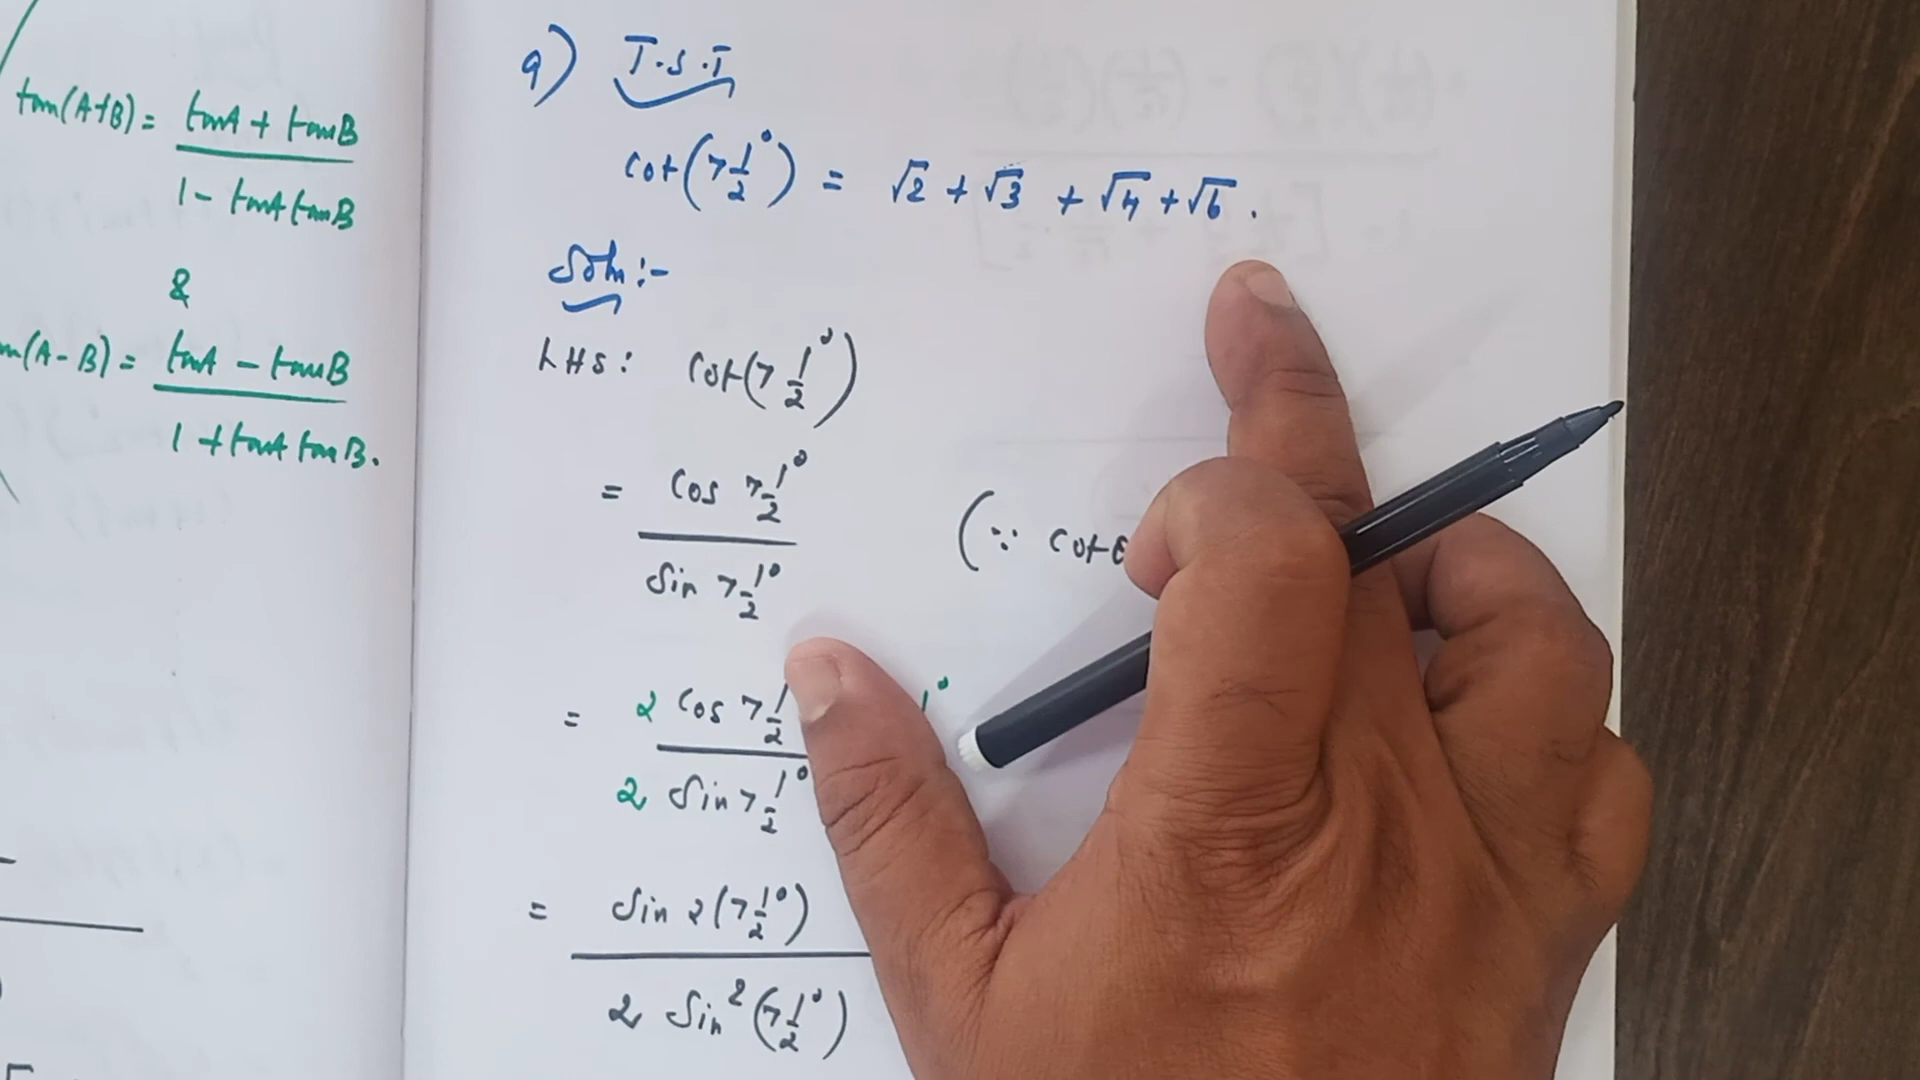 tan(A+B) = tanA + tanB
1 - tanA tanB
&
n(A-B) = tanA - tanB
1 + tanA tanB.
9) T.S.T
cot(7 1/2°) = √2 + √3 + √4 + √6.
Soln:-
LHS: cot(7 1/2°)
= cos 7 1/2° (∵ cot
sin 7 1/2°
= 2 cos 7 1/2
2 sin 7 1/2°
= sin 2(7 1/2°)
2 sin²(7 1/2°)